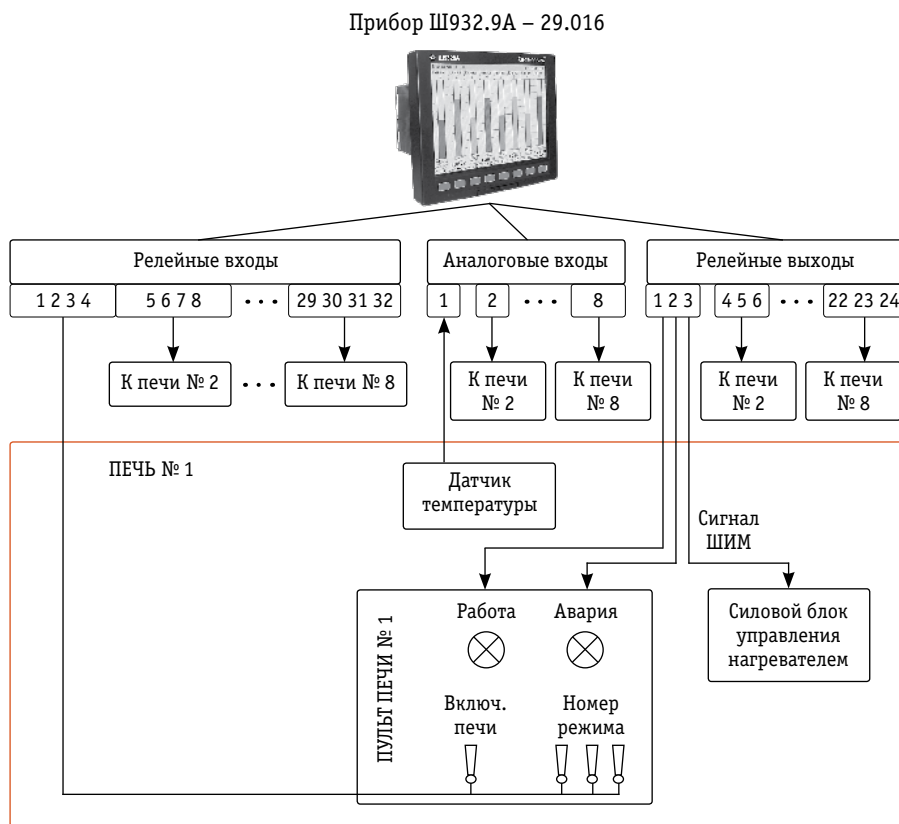 Прибор Ш932.9А – 29.016
Релейные входы
Аналоговые входы
Релейные выходы
1 2 3 4
5 6 7 8
• • •
29 30 31 32
1
2
• • •
8
1 2 3
4 5 6
• • •
22 23 24
К печи № 2
• • •
К печи № 8
К печи
№ 2
К печи
№ 8
К печи
№ 2
К печи
№ 8
ПЕЧЬ № 1
Датчик
температуры
Сигнал
ШИМ
ПУЛЬТ ПЕЧИ № 1
Работа
Авария
Силовой блок
управления
нагревателем
Включ.
печи
Номер
режима